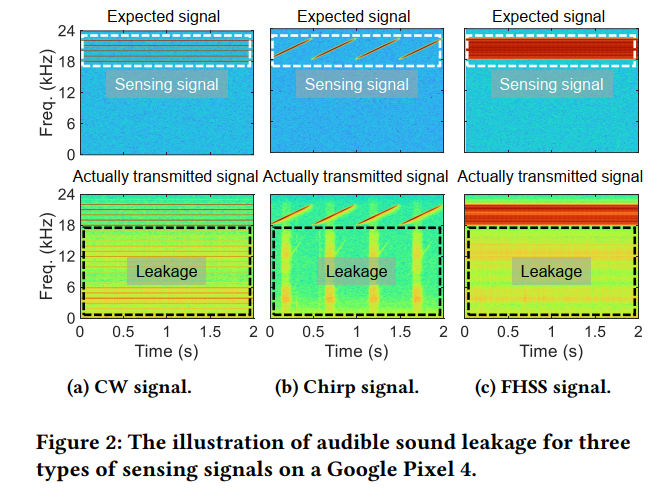 Expected signal
Expected signal
Expected signal
Freq. (kHz)
24
18
12
6
0
Sensing signal
Sensing signal
Sensing signal
Actually transmitted signal
Actually transmitted signal
Actually transmitted signal
Freq. (kHz)
24
18
12
6
0
Leakage
Leakage
Leakage
0 0.5 1 1.5 2
0 0.5 1 1.5 2
0 0.5 1 1.5 2
Time (s)
Time (s)
Time (s)
(a) CW signal.
(b) Chirp signal.
(c) FHSS signal.
Figure 2: The illustration of audible sound leakage for three
types of sensing signals on a Google Pixel 4.